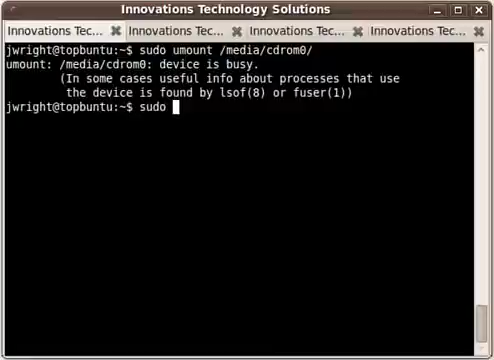 Innovations Technology Solutions
Innovations Tec... Innovations Tec... Innovations Tec... Innovations Tec...
jwright@topbuntu:~$ sudo umount /media/cdrom0/
umount: /media/cdrom0: device is busy.
(In some cases useful info about processes that use
the device is found by lsof(8) or fuser(1))
jwright@topbuntu:~$ sudo